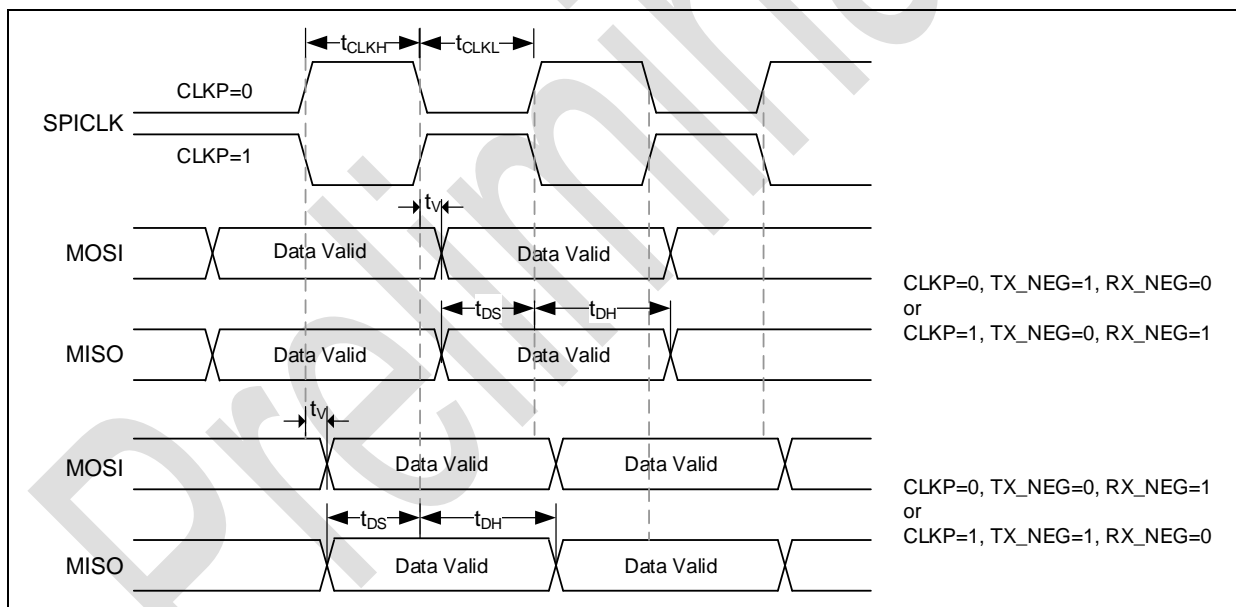 tCLKH tCLKL
CLKP=0
SPICLK
CLKP=1
tV
MOSI Data Valid Data Valid
CLKP=0, TX_NEG=1, RX_NEG=0
or
CLKP=1, TX_NEG=0, RX_NEG=1
tDS tDH
MISO Data Valid Data Valid
tV
MOSI Data Valid Data Valid
CLKP=0, TX_NEG=0, RX_NEG=1
or
CLKP=1, TX_NEG=1, RX_NEG=0
tDS tDH
MISO Data Valid Data Valid
Prelimin